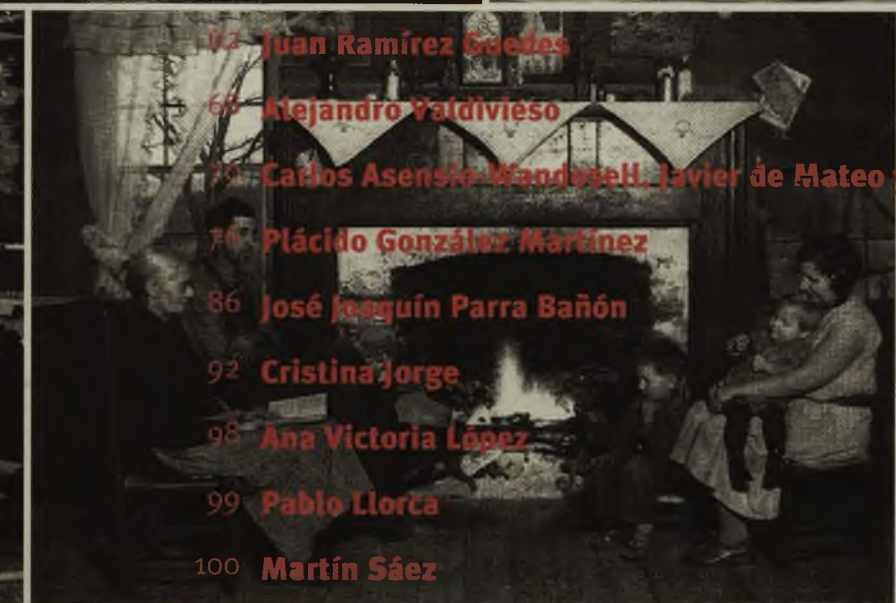 62 Juan Ramírez Guedes
68 Alejandro Valdivieso
70 Carlos Asensio-Wandosell, Javier de Mateo
76 Plácido González Martínez
86 José Joaquín Parra Bañón
92 Cristina Jorge
98 Ana Victoria López
99 Pablo Llorca
100 Martín Sáez